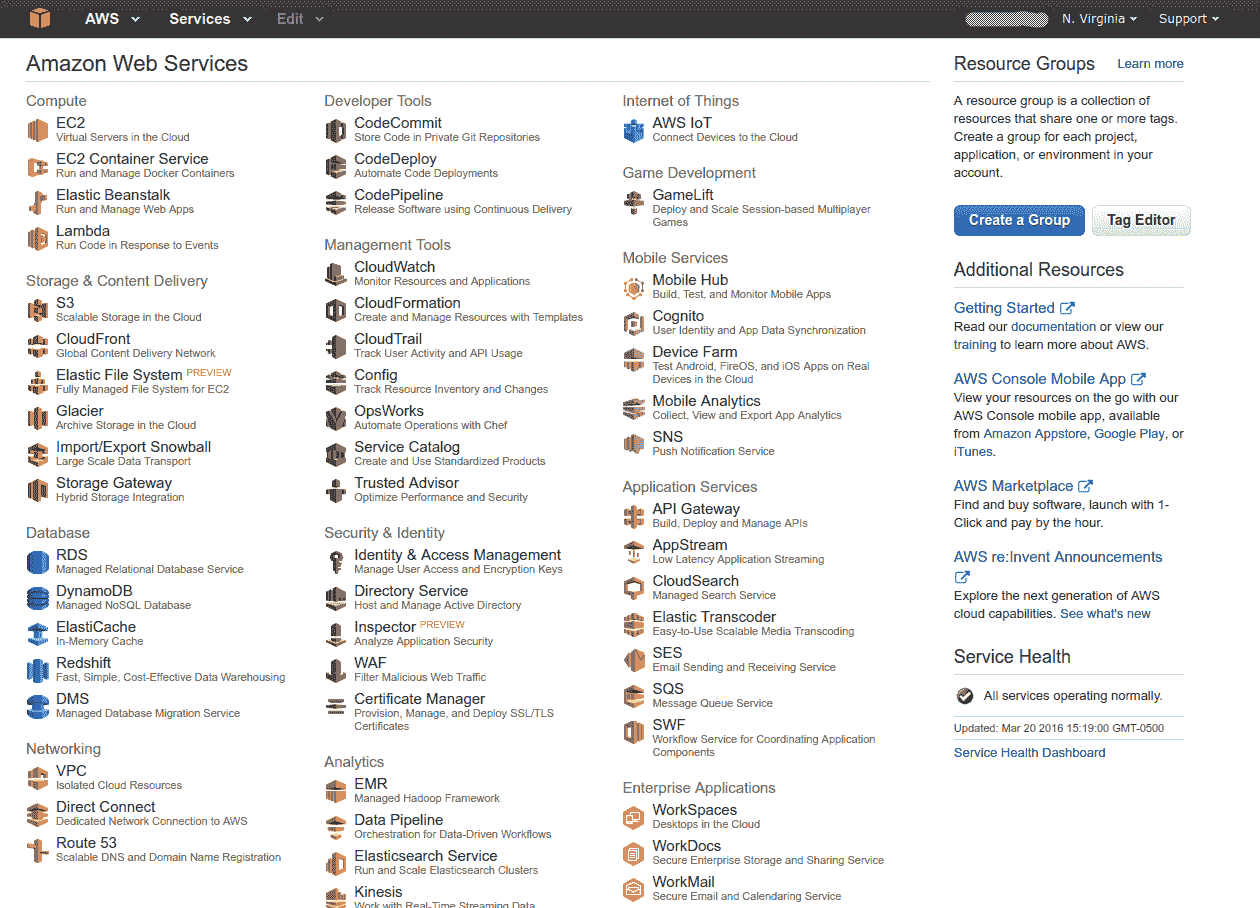 AWS Services Edit N. Virginia Support
Amazon Web Services
Compute
EC2
Virtual Servers in the Cloud
EC2 Container Service
Run and Manage Docker Containers
Elastic Beanstalk
Run and Manage Web Apps
Lambda
Run Code in Response to Events
Storage & Content Delivery
S3
Scalable Storage in the Cloud
CloudFront
Global Content Delivery Network
Elastic File System PREVIEW
Fully Managed File System for EC2
Glacier
Archive Storage in the Cloud
Import/Export Snowball
Large Scale Data Transport
Storage Gateway
Hybrid Storage Integration
Database
RDS
Managed Relational Database Service
DynamoDB
Managed NoSQL Database
ElastiCache
In-Memory Cache
Redshift
Fast, Simple, Cost-Effective Data Warehousing
DMS
Managed Database Migration Service
Networking
VPC
Isolated Cloud Resources
Direct Connect
Dedicated Network Connection to AWS
Route 53
Scalable DNS and Domain Name Registration
Developer Tools
CodeCommit
Store Code in Private Git Repositories
CodeDeploy
Automate Code Deployments
CodePipeline
Release Software using Continuous Delivery
Management Tools
CloudWatch
Monitor Resources and Applications
CloudFormation
Create and Manage Resources with Templates
CloudTrail
Track User Activity and API Usage
Config
Track Resource Inventory and Changes
OpsWorks
Automate Operations with Chef
Service Catalog
Create and Use Standardized Products
Trusted Advisor
Optimize Performance and Security
Security & Identity
Identity & Access Management
Manage User Access and Encryption Keys
Directory Service
Host and Manage Active Directory
Inspector PREVIEW
Analyze Application Security
WAF
Filter Malicious Web Traffic
Certificate Manager
Provision, Manage, and Deploy SSL/TLS
Certificates
Analytics
EMR
Managed Hadoop Framework
Data Pipeline
Orchestration for Data-Driven Workflows
Elasticsearch Service
Run and Scale Elasticsearch Clusters
Kinesis
Work with Real-Time Streaming Data
Internet of Things
AWS IoT
Connect Devices to the Cloud
Game Development
GameLift
Deploy and Scale Session-based Multiplayer
Games
Mobile Services
Mobile Hub
Build, Test, and Monitor Mobile Apps
Cognito
User Identity and App Data Synchronization
Device Farm
Test Android, FireOS, and iOS Apps on Real
Devices in the Cloud
Mobile Analytics
Collect, View and Export App Analytics
SNS
Push Notification Service
Application Services
API Gateway
Build, Deploy and Manage APIs
AppStream
Low Latency Application Streaming
CloudSearch
Managed Search Service
Elastic Transcoder
Easy-to-Use Scalable Media Transcoding
SES
Email Sending and Receiving Service
SQS
Message Queue Service
SWF
Workflow Service for Coordinating Application
Components
Enterprise Applications
WorkSpaces
Desktops in the Cloud
WorkDocs
Secure Enterprise Storage and Sharing Service
WorkMail
Secure Email and Calendaring Service
Resource Groups Learn more
A resource group is a collection of
resources that share one or more tags.
Create a group for each project,
application, or environment in your
account.
Create a Group Tag Editor
Additional Resources
Getting Started
Read our documentation or view our
training to learn more about AWS.
AWS Console Mobile App
View your resources on the go with our
AWS Console mobile app, available
from Amazon Appstore, Google Play, or
iTunes.
AWS Marketplace
Find and buy software, launch with 1-
Click and pay by the hour.
AWS re:Invent Announcements
Explore the next generation of AWS
cloud capabilities. See what's new
Service Health
All services operating normally.
Updated: Mar 20 2016 15:19:00 GMT-0500
Service Health Dashboard